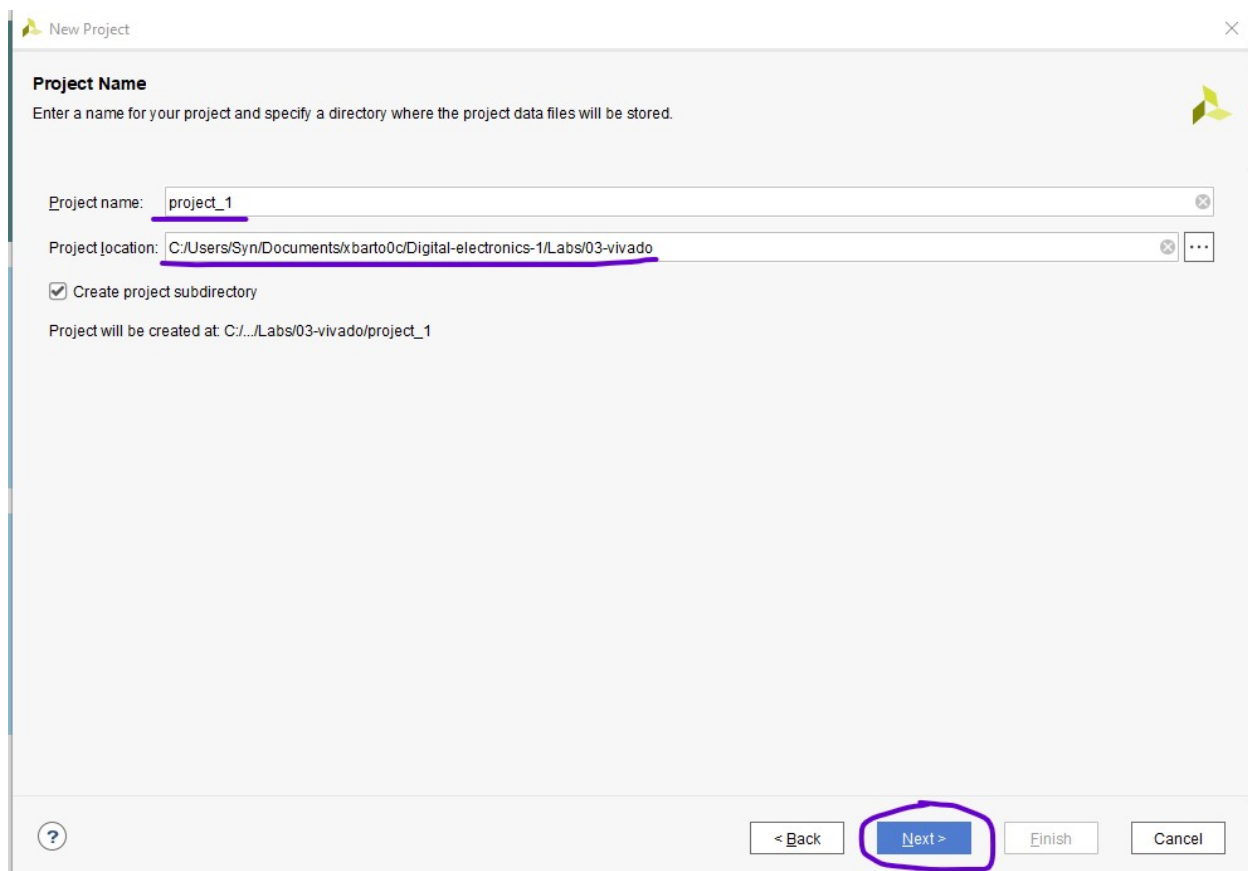 New Project
Project Name
Enter a name for your project and specify a directory where the project data files will be stored.
Project name: project_1
Project location: C:/Users/Syn/Documents/xbarto0c/Digital-electronics-1/Labs/03-vivado ...
Create project subdirectory
Project will be created at: C:/.../Labs/03-vivado/project_1
? < Back Next > Finish Cancel